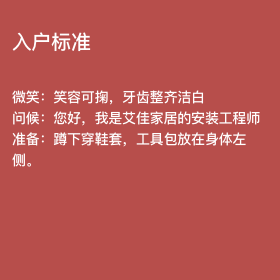 入户标准
微笑：笑容可掬，牙齿整齐洁白
问候：您好，我是艾佳家居的安装工程师
准备：蹲下穿鞋套，工具包放在身体左
侧。